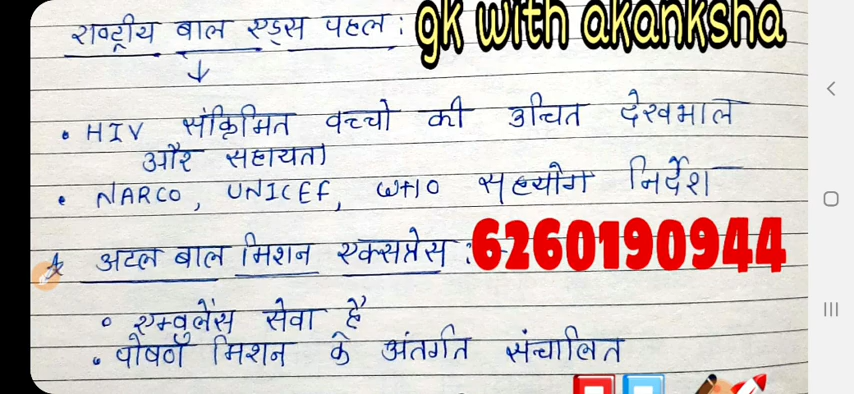 राष्ट्रीय बाल एड्स पहल :
gk with akanksha
• HIV संक्रिमित बच्चो की उचित देखभाल
और सहायता
• NARCO, UNICEF, WHO सहयोग निर्देश
* अटल बाल मिशन एक्सप्रेस :
6260190944
० एम्बुलेंस सेवा है
• पोषण मिशन के अंतर्गत संचालित